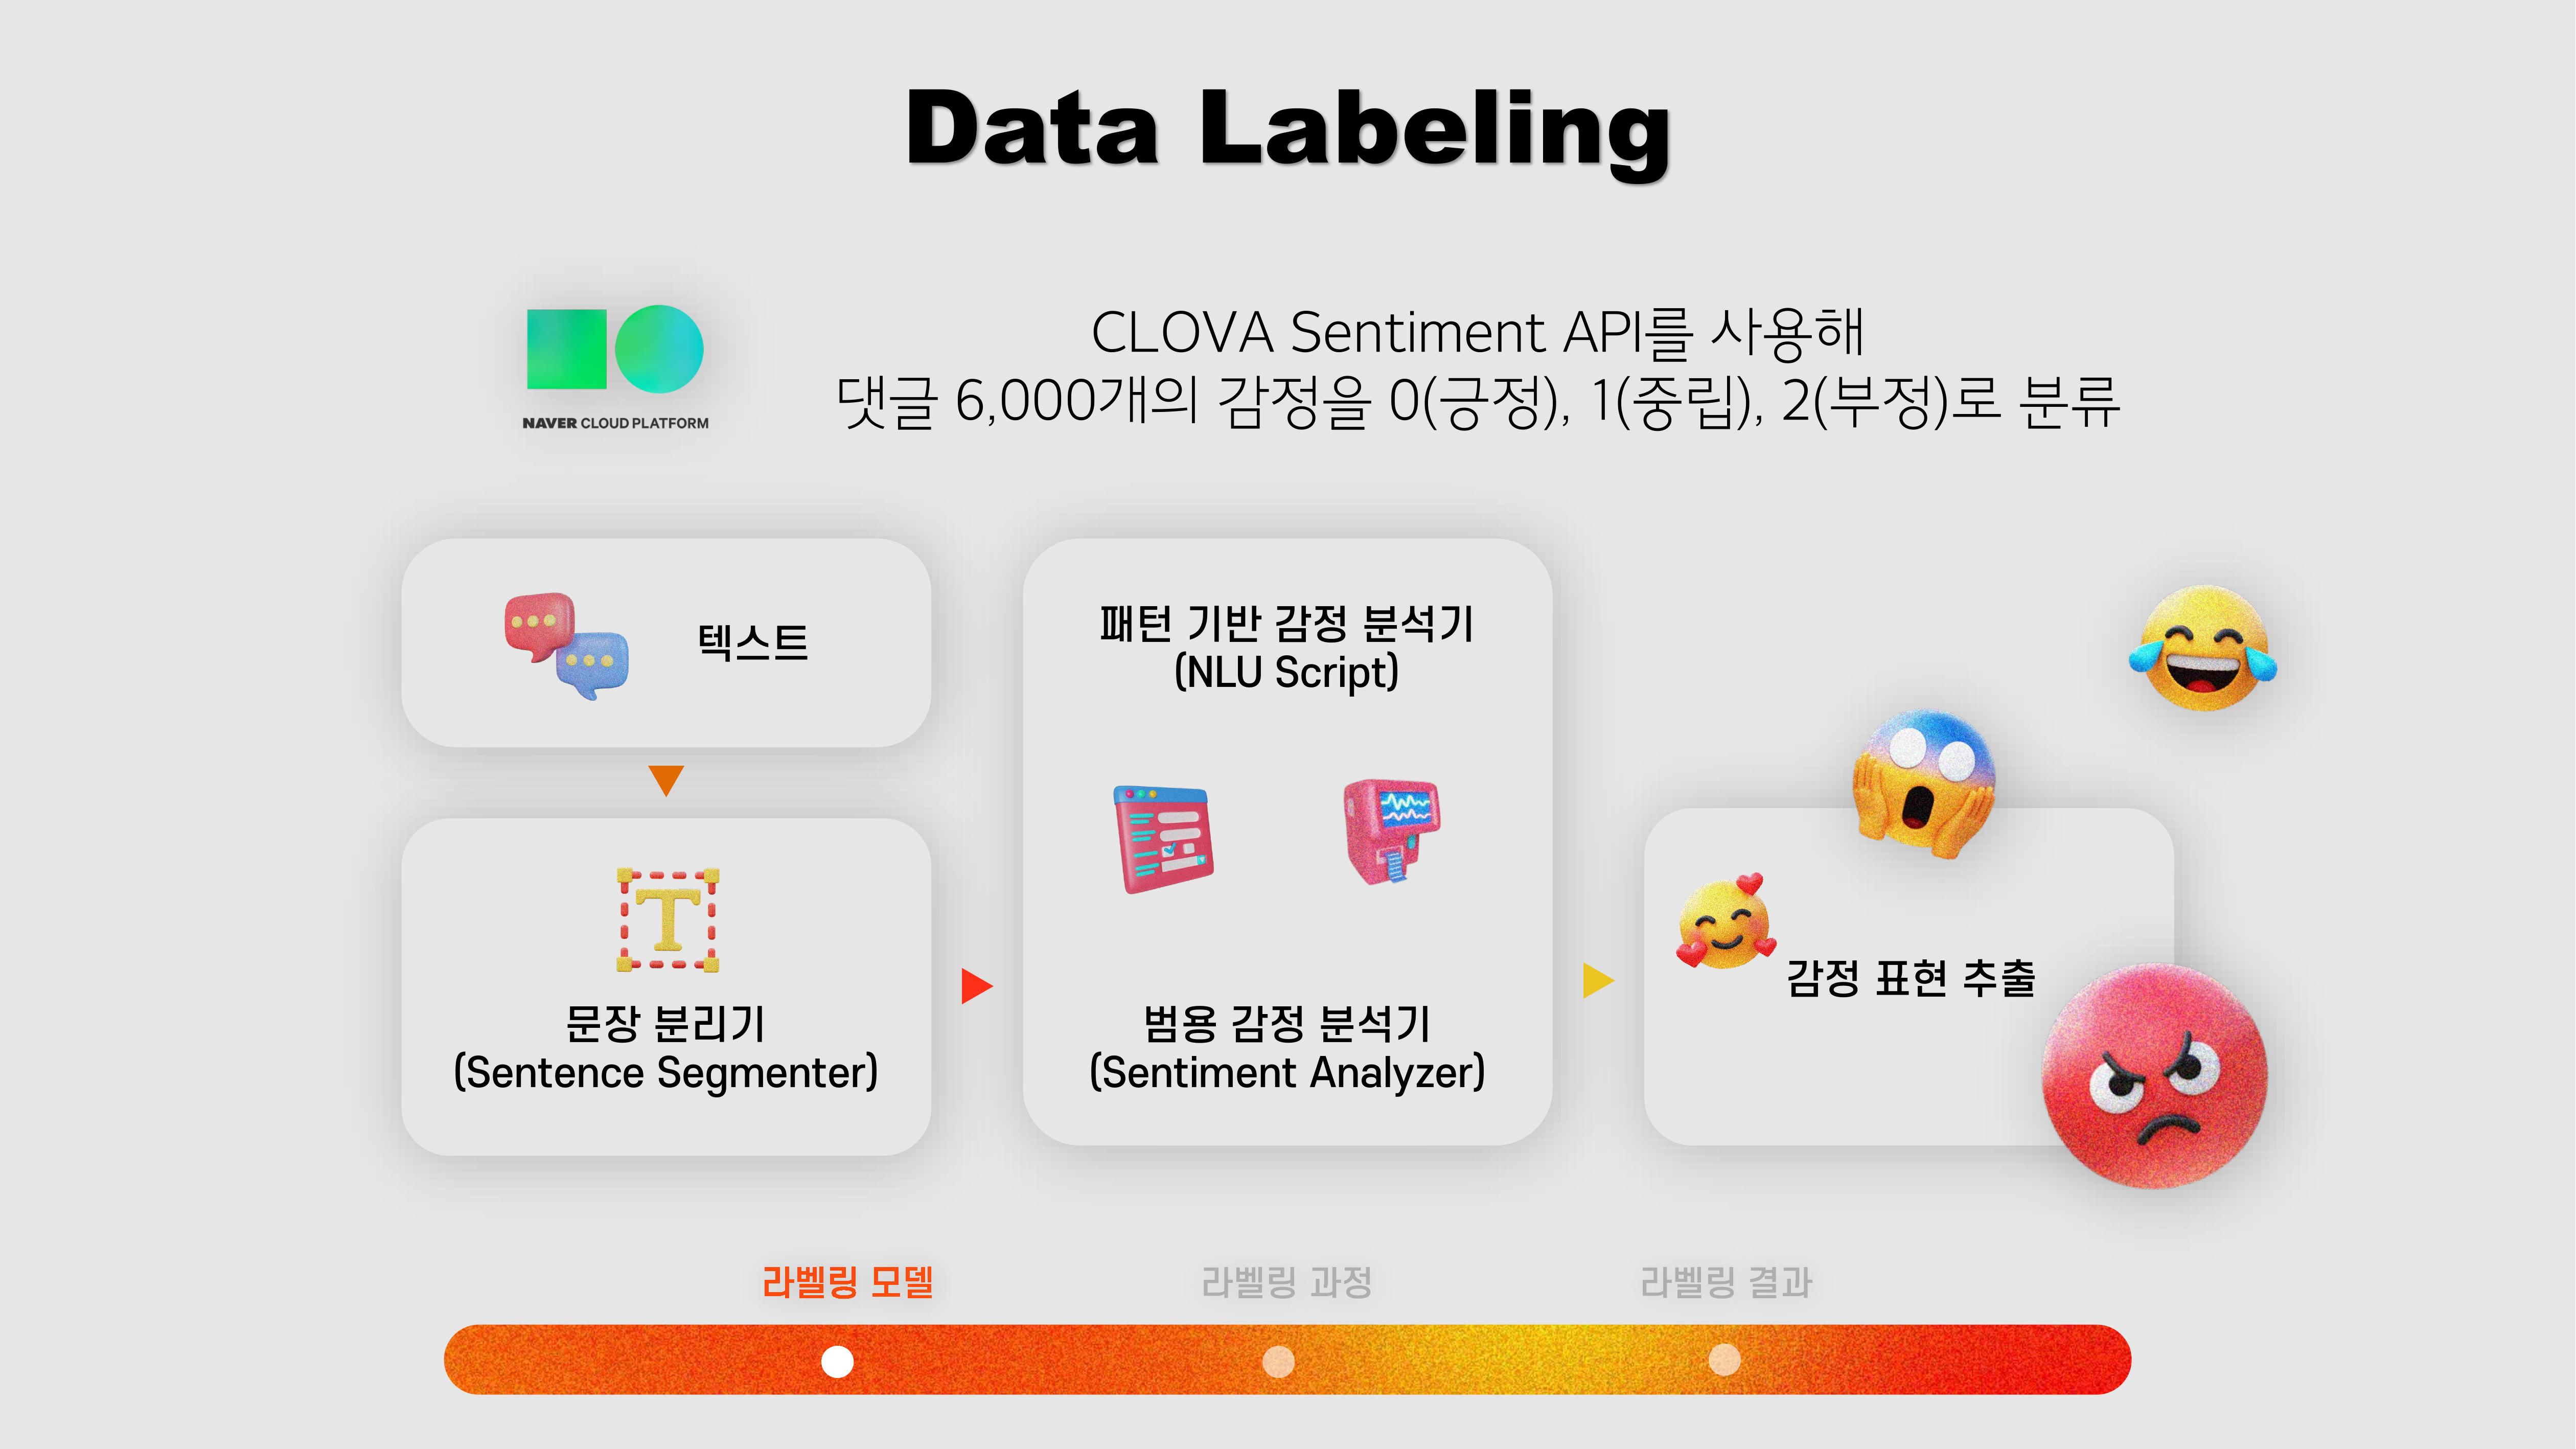 Data Labeling
NAVER CLOUD PLATFORM
CLOVA Sentiment API를 사용해
댓글 6,000개의 감정을 0(긍정), 1(중립), 2(부정)로 분류
텍스트
문장 분리기
(Sentence Segmenter)
패턴 기반 감정 분석기
(NLU Script)
범용 감정 분석기
(Sentiment Analyzer)
감정 표현 추출
라벨링 모델
라벨링 과정
라벨링 결과